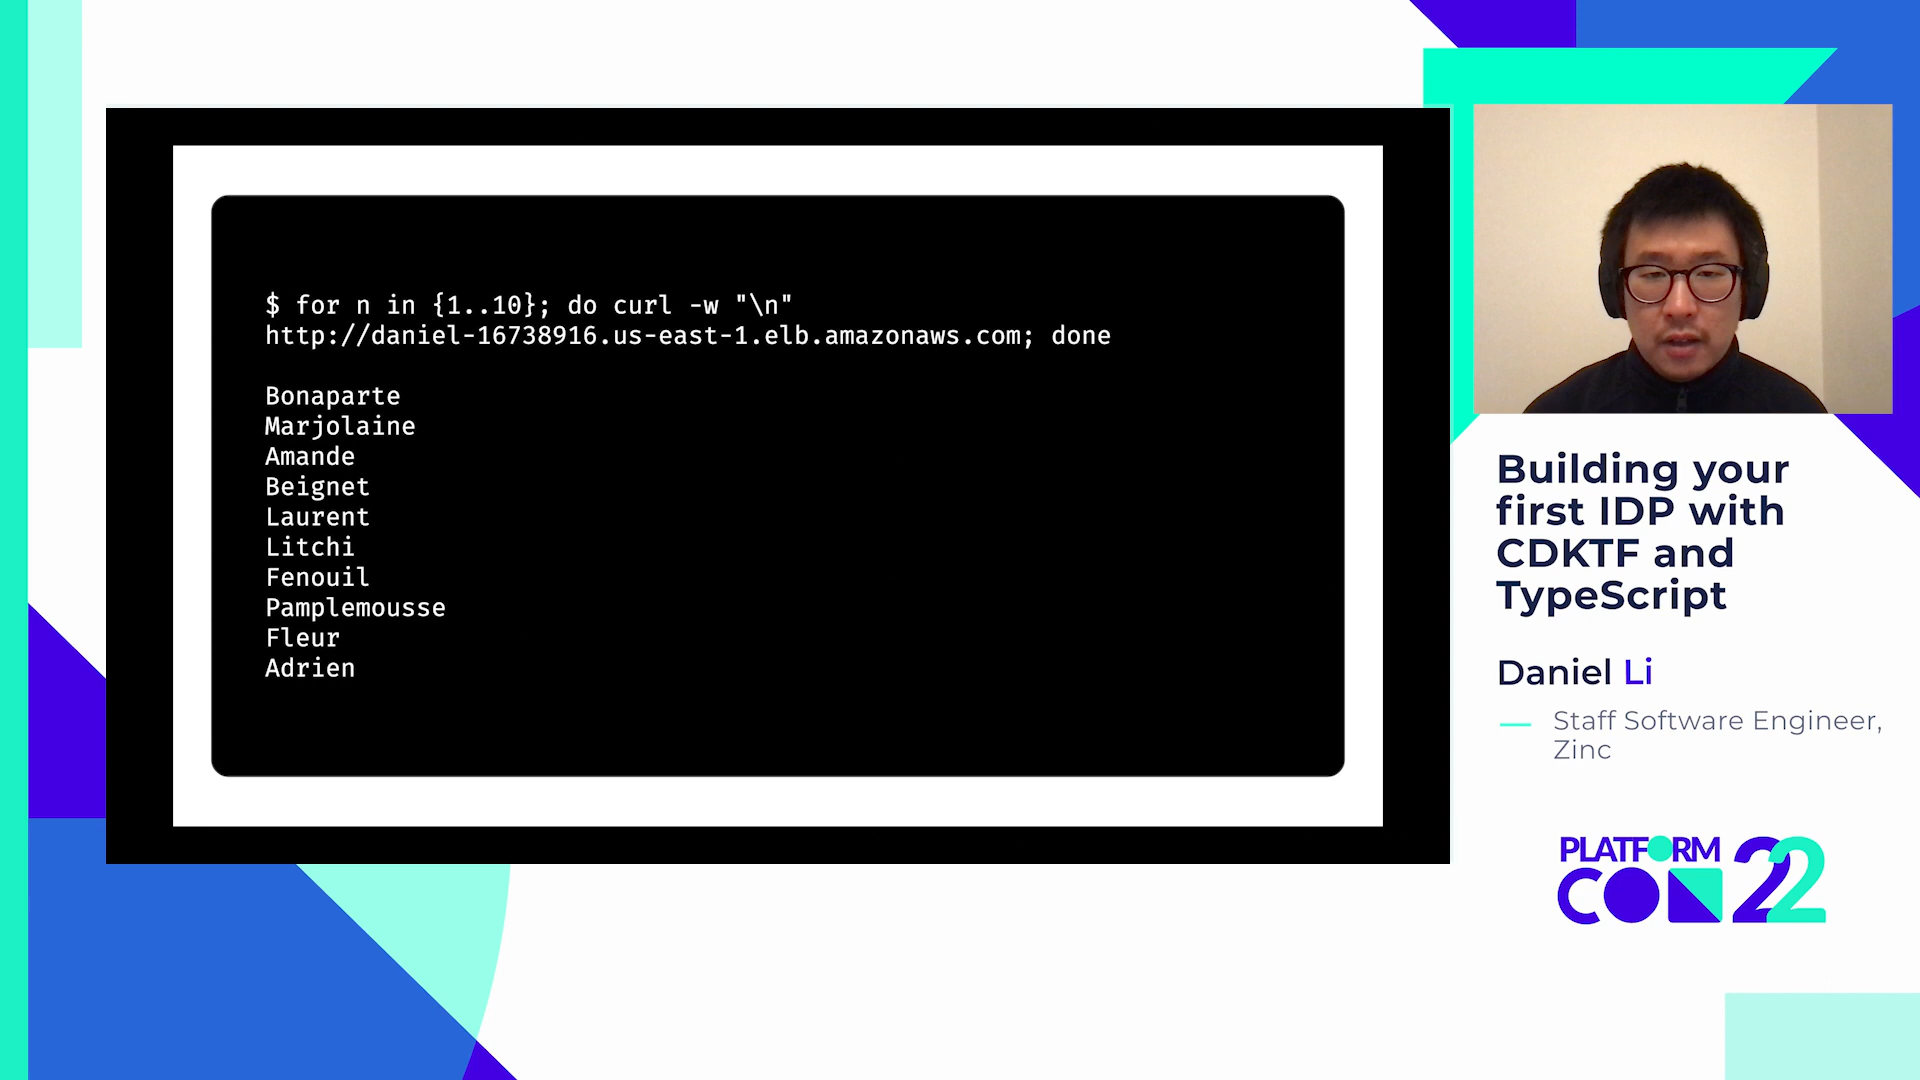 $ for n in {1..10}; do curl -w "\n"
http://daniel-16738916.us-east-1.elb.amazonaws.com; done
Bonaparte
Marjolaine
Amande
Beignet
Laurent
Litchi
Fenouil
Pamplemousse
Fleur
Adrien
Building your
first IDP with
CDKTF and
TypeScript
Daniel Li
Staff Software Engineer,
Zinc
PLATFORM
CON 22